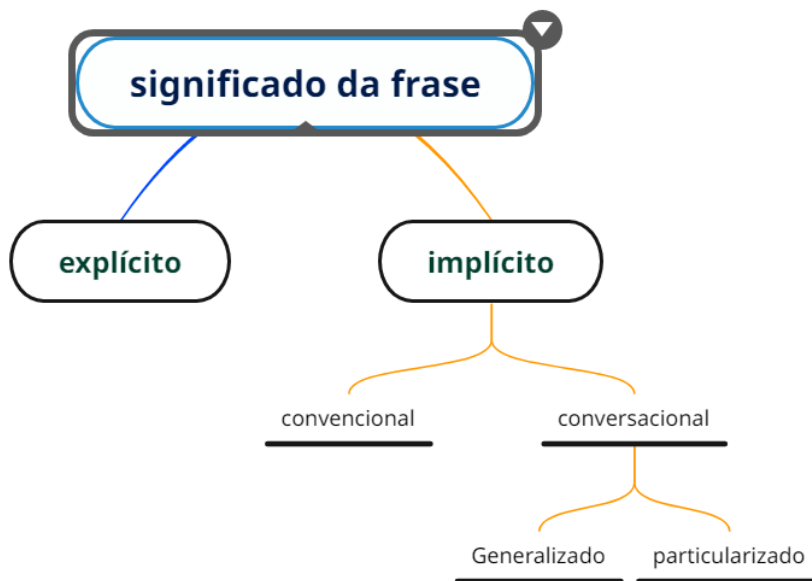 significado da frase
explícito
implícito
convencional
conversacional
Generalizado
particularizado